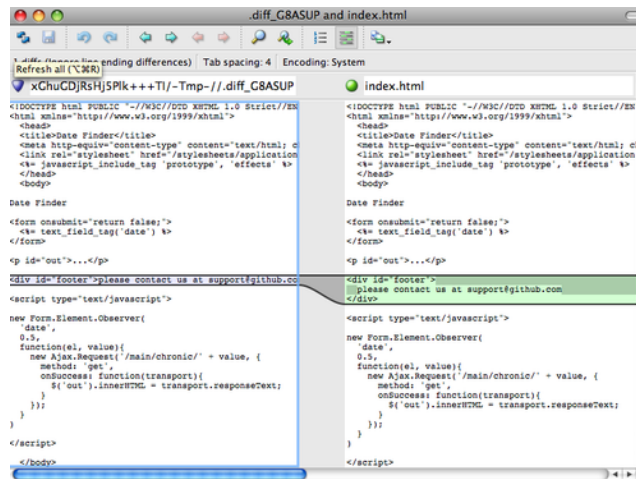 .diff_G8ASUP and index.html
1 diffs (Ignore line ending differences) Tab spacing: 4 Encoding: System
Refresh all (⌥⌘R)
xGhuGDjRsHj5Plk+++TI/-Tmp-//.diff_G8ASUP
<!DOCTYPE html PUBLIC "-//W3C//DTD XHTML 1.0 Strict//EN
<html xmlns="http://www.w3.org/1999/xhtml">
<head>
<title>Date Finder</title>
<meta http-equiv="content-type" content="text/html; c
<link rel="stylesheet" href="/stylesheets/application
<%= javascript_include_tag 'prototype', 'effects' %>
</head>
<body>
Date Finder
<form onsubmit="return false;">
<%= text_field_tag('date') %>
</form>
<p id="out">...</p>
<div id="footer">please contact us at support@github.co
<script type="text/javascript">
new Form.Element.Observer(
'date',
0.5,
function(el, value){
new Ajax.Request('/main/chronic/' + value, {
method: 'get',
onSuccess: function(transport){
$('out').innerHTML = transport.responseText;
}
});
}
)
</script>
</body>
index.html
<!DOCTYPE html PUBLIC "-//W3C//DTD XHTML 1.0 Strict//EN
<html xmlns="http://www.w3.org/1999/xhtml">
<head>
<title>Date Finder</title>
<meta http-equiv="content-type" content="text/html; c
<link rel="stylesheet" href="/stylesheets/application
<%= javascript_include_tag 'prototype', 'effects' %>
</head>
<body>
Date Finder
<form onsubmit="return false;">
<%= text_field_tag('date') %>
</form>
<p id="out">...</p>
<div id="footer">
please contact us at support@github.com
</div>
<script type="text/javascript">
new Form.Element.Observer(
'date',
0.5,
function(el, value){
new Ajax.Request('/main/chronic/' + value, {
method: 'get',
onSuccess: function(transport){
$('out').innerHTML = transport.responseText;
}
});
}
)
</script>